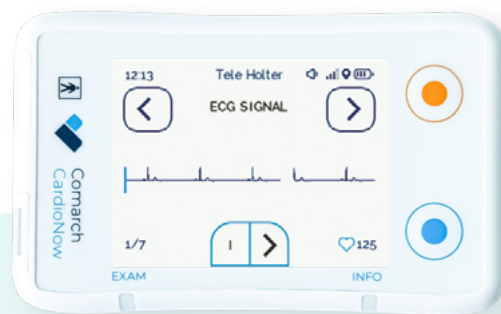 12:13 Tele Holter
ECG SIGNAL
1/7 I 125
EXAM INFO
Comarch
CardioNow